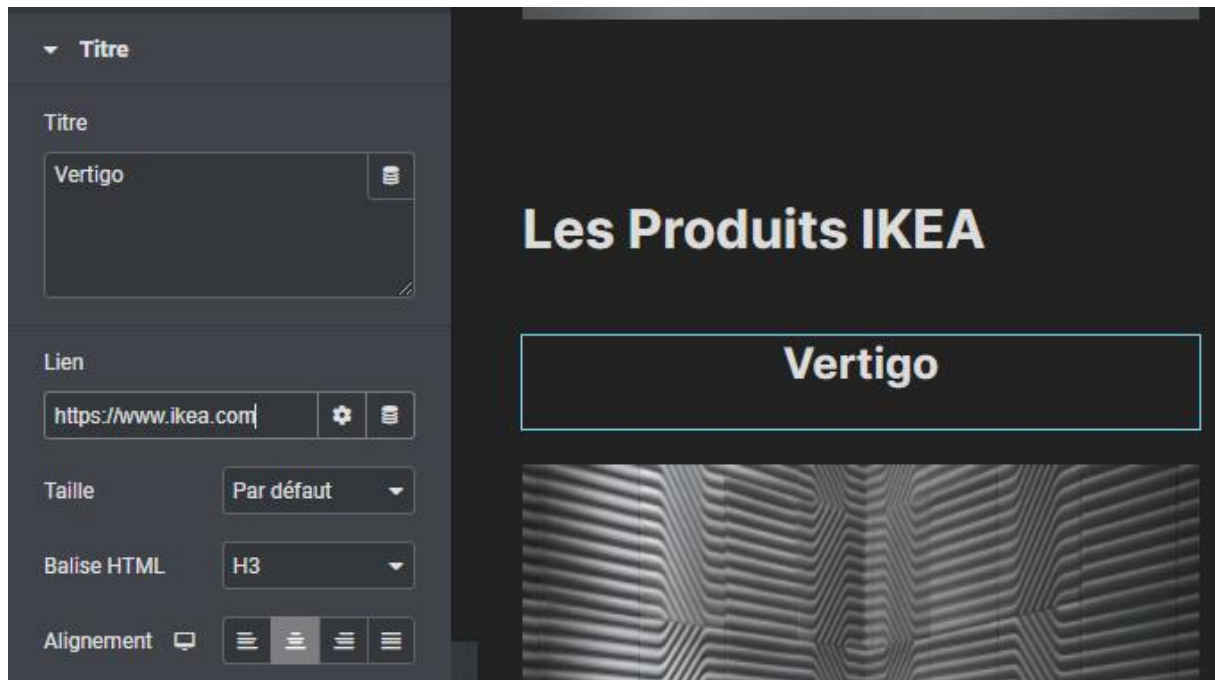 Titre
Titre
Vertigo
Lien
https://www.ikea.com
Taille
Par défaut
Balise HTML
H3
Alignement
Les Produits IKEA
Vertigo